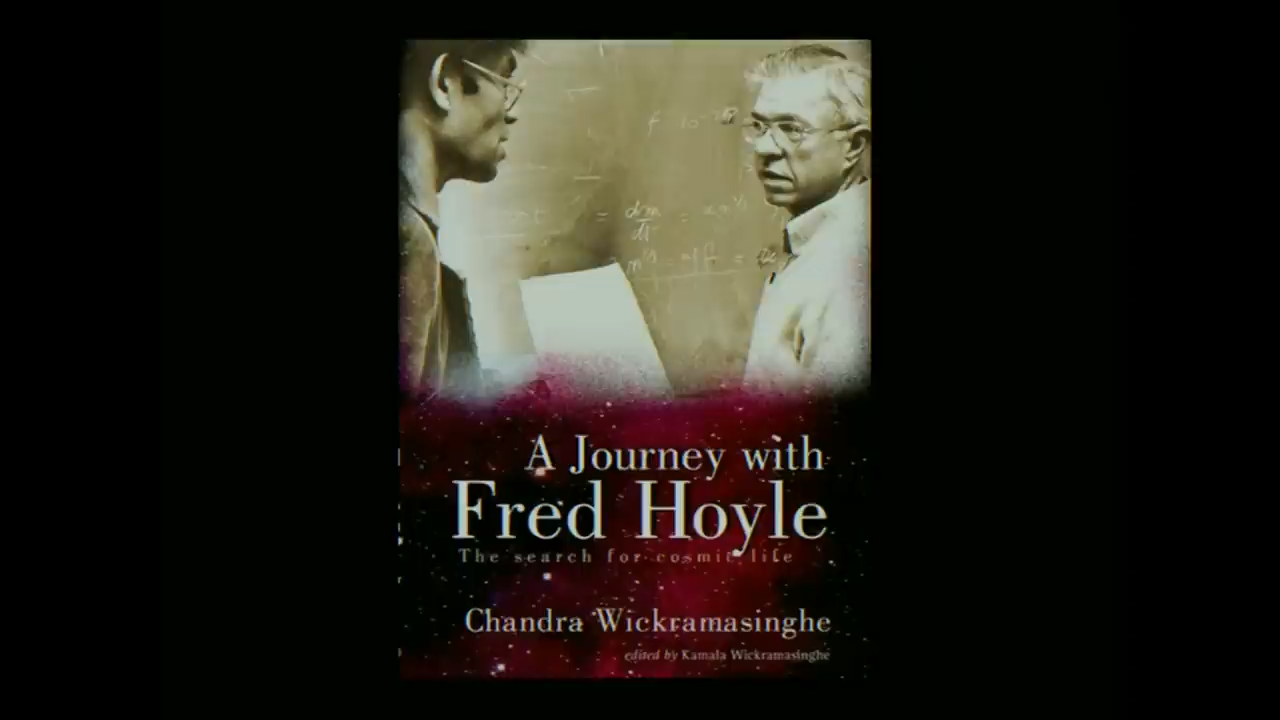 A Journey with
Fred Hoyle
The search for cosmic life
Chandra Wickramasinghe
edited by Kamala Wickramasinghe